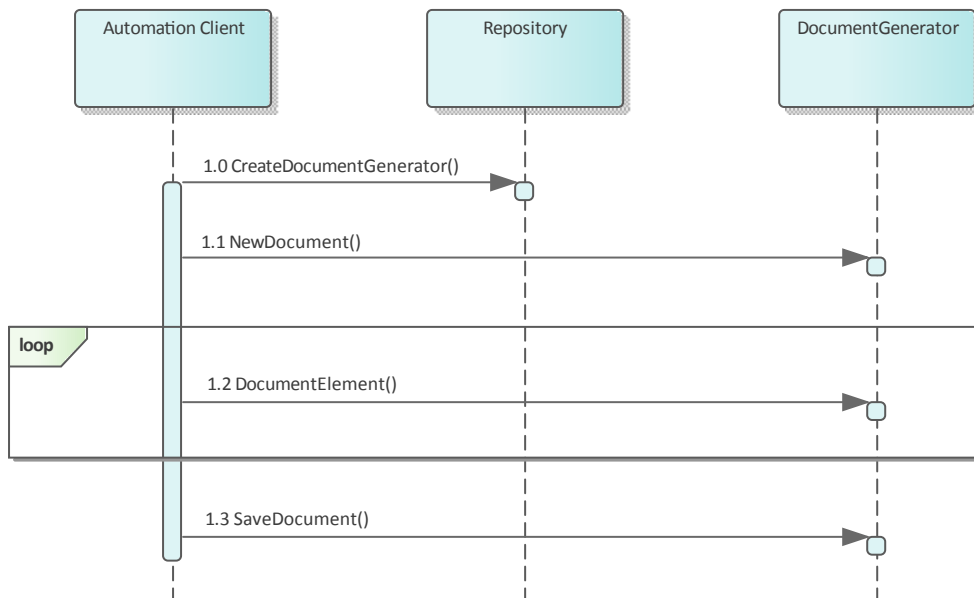 Automation Client
Repository
DocumentGenerator
1.0 CreateDocumentGenerator()
1.1 NewDocument()
loop
1.2 DocumentElement()
1.3 SaveDocument()